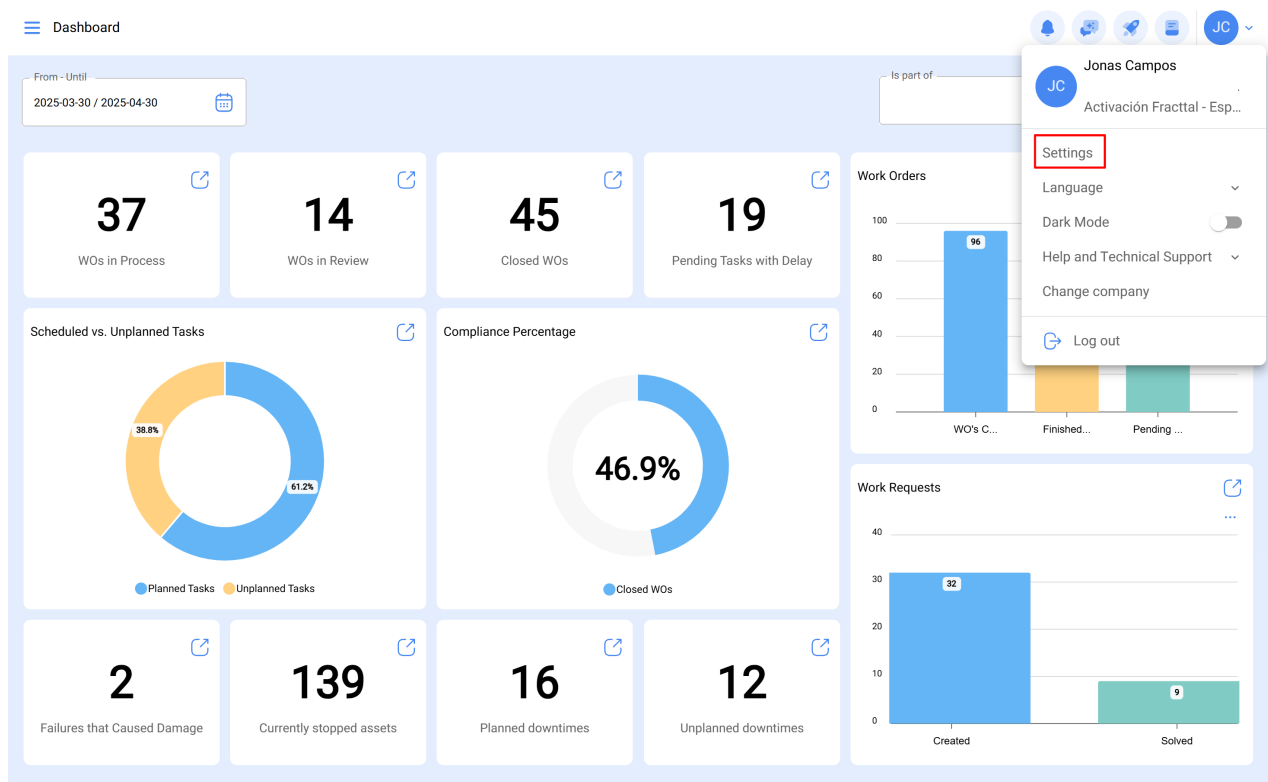 Dashboard
JC
From - Until
2025-03-30 / 2025-04-30
Is part of
Jonas Campos
JC
Activación Fracttal - Esp...
Settings
Language
Dark Mode
Help and Technical Support
Change company
Log out
37
WOs in Process
14
WOs in Review
45
Closed WOs
19
Pending Tasks with Delay
Work Orders
100
80
60
40
20
0
96
WO's C...
Finished...
Pending ...
Scheduled vs. Unplanned Tasks
38.8%
61.2%
Planned Tasks
Unplanned Tasks
Compliance Percentage
46.9%
Closed WOs
Work Requests
...
40
30
20
10
0
32
9
Created
Solved
2
Failures that Caused Damage
139
Currently stopped assets
16
Planned downtimes
12
Unplanned downtimes